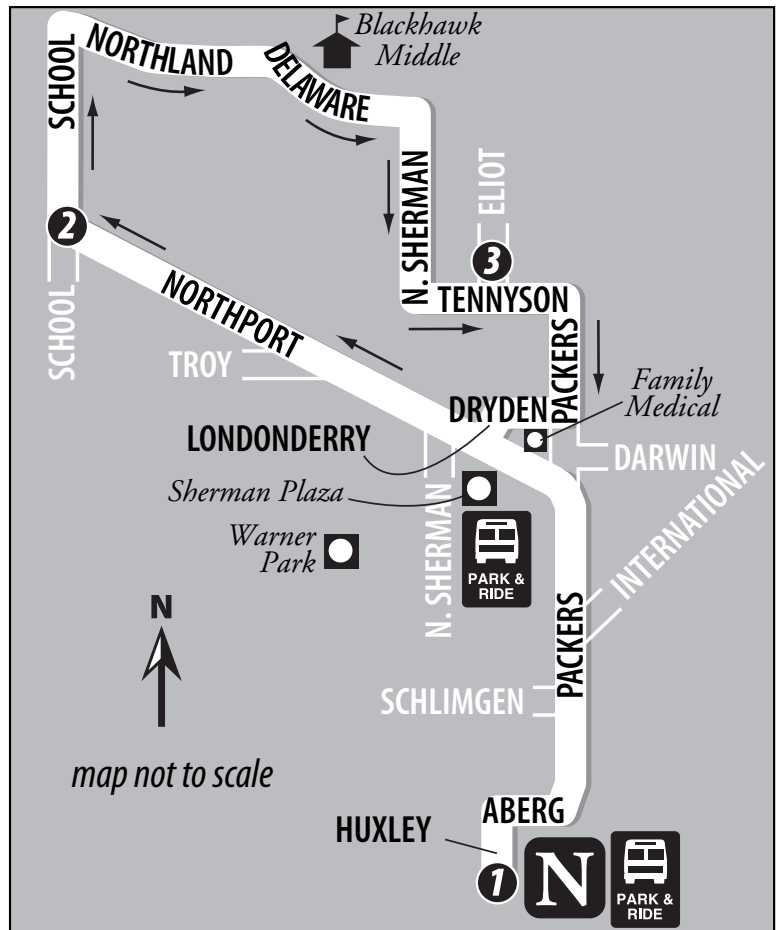 Blackhawk
Middle
NORTHLAND
DELAWARE
SCHOOL
N. SHERMAN
ELIOT
2
3
TENNYSON
SCHOOL
NORTHPORT
PACKERS
TROY
Family
Medical
DRYDEN
LONDONDERRY
DARWIN
Sherman Plaza
INTERNATIONAL
Warner
Park
N. SHERMAN
PARK &
RIDE
N
PACKERS
SCHLIMGEN
map not to scale
ABERG
HUXLEY
1
N
PARK &
RIDE